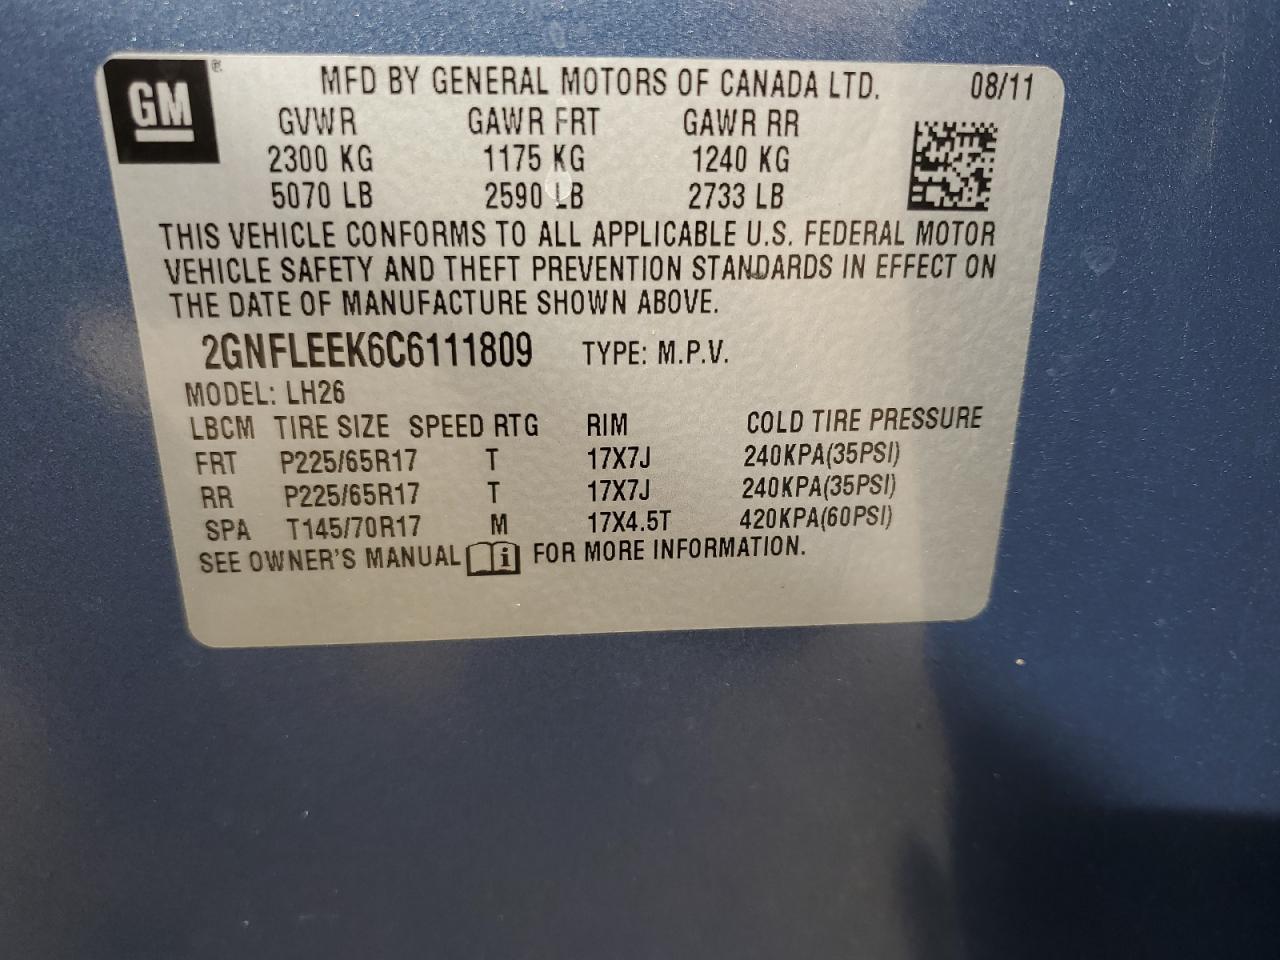 GM® MFD BY GENERAL MOTORS OF CANADA LTD. 08/11
GVWR GAWR FRT GAWR RR
2300 KG 1175 KG 1240 KG
5070 LB 2590 LB 2733 LB
THIS VEHICLE CONFORMS TO ALL APPLICABLE U.S. FEDERAL MOTOR
VEHICLE SAFETY AND THEFT PREVENTION STANDARDS IN EFFECT ON
THE DATE OF MANUFACTURE SHOWN ABOVE.
2GNFLEEK6C6111809 TYPE: M.P.V.
MODEL: LH26
LBCM TIRE SIZE SPEED RTG RIM COLD TIRE PRESSURE
FRT P225/65R17 T 17X7J 240KPA(35PSI)
RR P225/65R17 T 17X7J 240KPA(35PSI)
SPA T145/70R17 M 17X4.5T 420KPA(60PSI)
SEE OWNER'S MANUAL i FOR MORE INFORMATION.